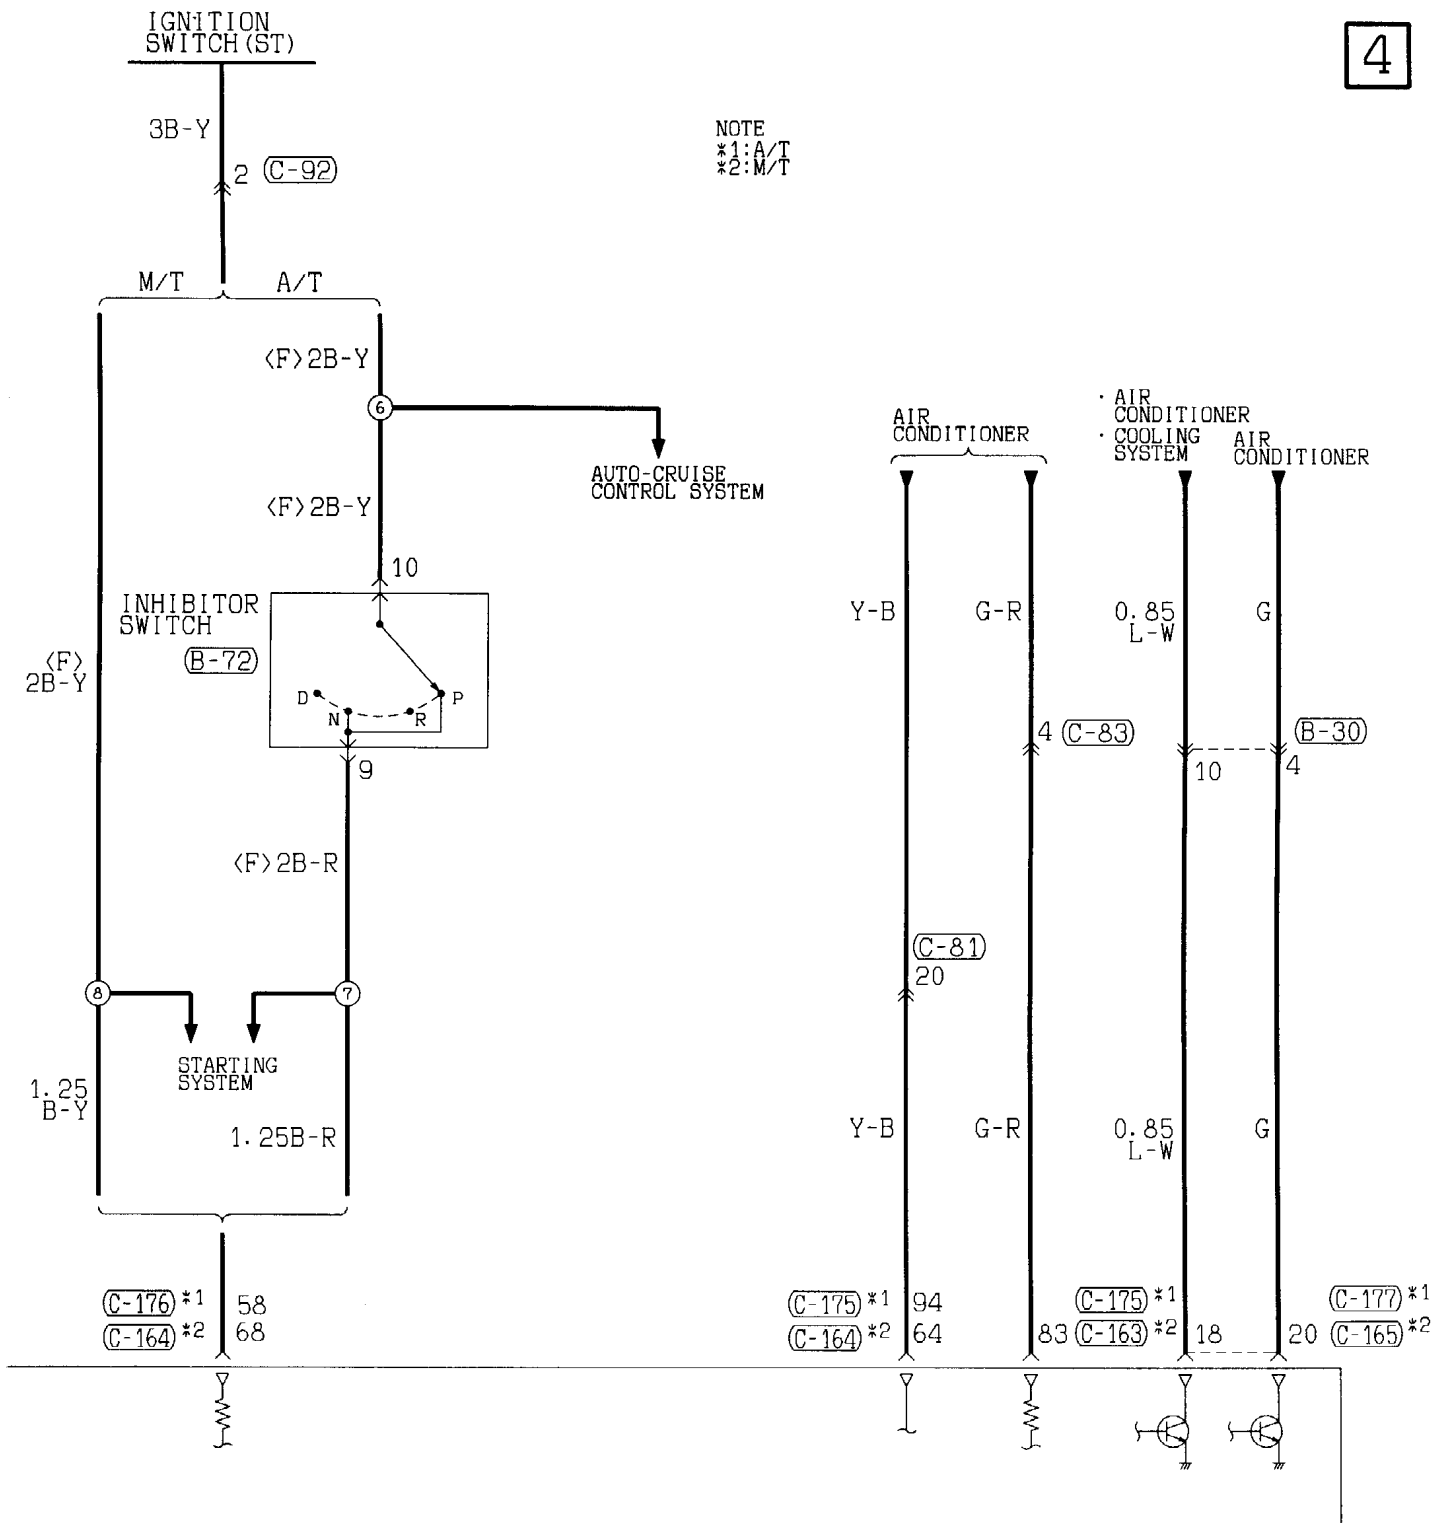 IGNITION
SWITCH(ST)
4
3B-Y
NOTE
*1:A/T
*2:M/T
2 C-92
M/T A/T
<F>2B-Y
6
AIR
CONDITIONER
· AIR
CONDITIONER
· COOLING
SYSTEM
AIR
CONDITIONER
AUTO-CRUISE
CONTROL SYSTEM
<F>2B-Y
10
INHIBITOR
SWITCH
B-72
D N R P
9
<F>
2B-Y
Y-B
G-R
0.85
L-W
G
4 C-83
B-30
10
4
<F>2B-R
C-81
20
8
7
STARTING
SYSTEM
1.25
B-Y
1.25B-R
Y-B
G-R
0.85
L-W
G
C-176 *1 58
C-164 *2 68
C-175 *1 94
C-164 *2 64
83
C-175 *1
C-163 *2 18
C-177 *1
20 C-165 *2